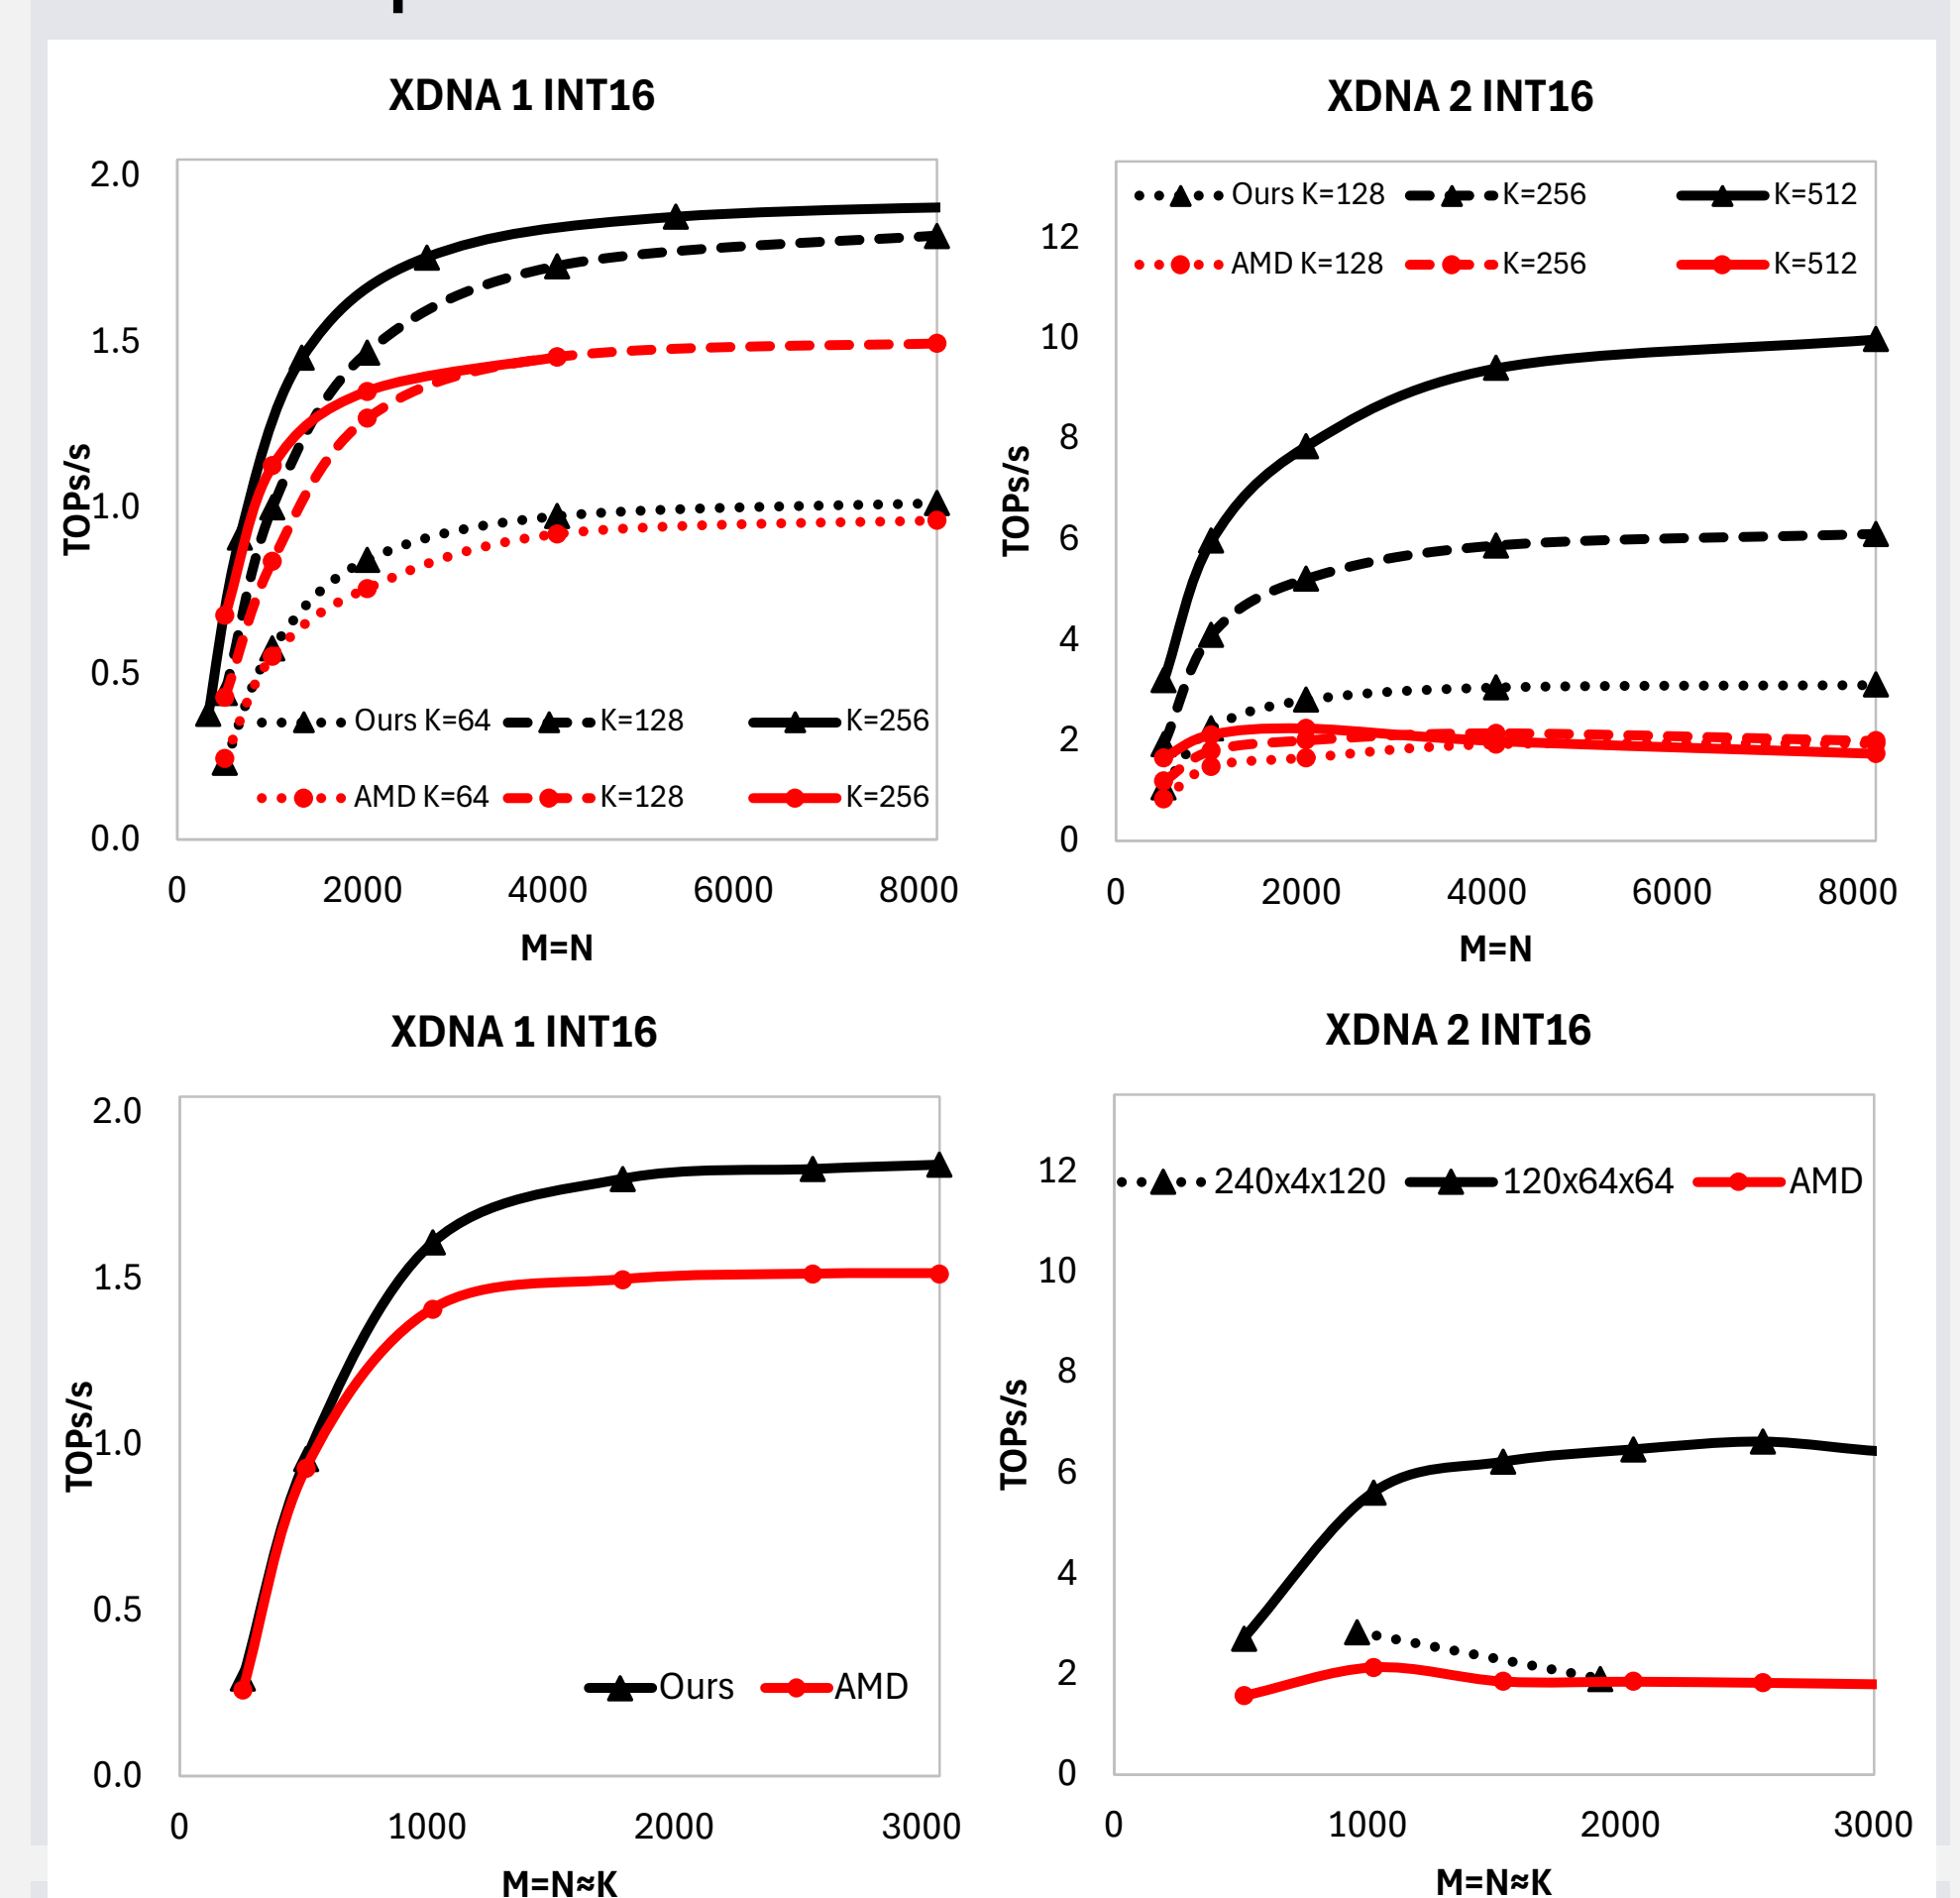 XDNA 1 INT16
2.0
1.5
1.0
0.5
0.0
TOPs/s
Ours K=64 K=128 K=256
AMD K=64 K=128 K=256
0 2000 4000 6000 8000
M=N
XDNA 2 INT16
Ours K=128 K=256 K=512
AMD K=128 K=256 K=512
12
10
8
6
4
2
0
TOPs/s
0 2000 4000 6000 8000
M=N
XDNA 1 INT16
2.0
1.5
1.0
0.5
0.0
TOPs/s
Ours AMD
0 1000 2000 3000
M=N≈K
XDNA 2 INT16
240x4x120 120x64x64 AMD
12
10
8
6
4
2
0
TOPs/s
0 1000 2000 3000
M=N≈K